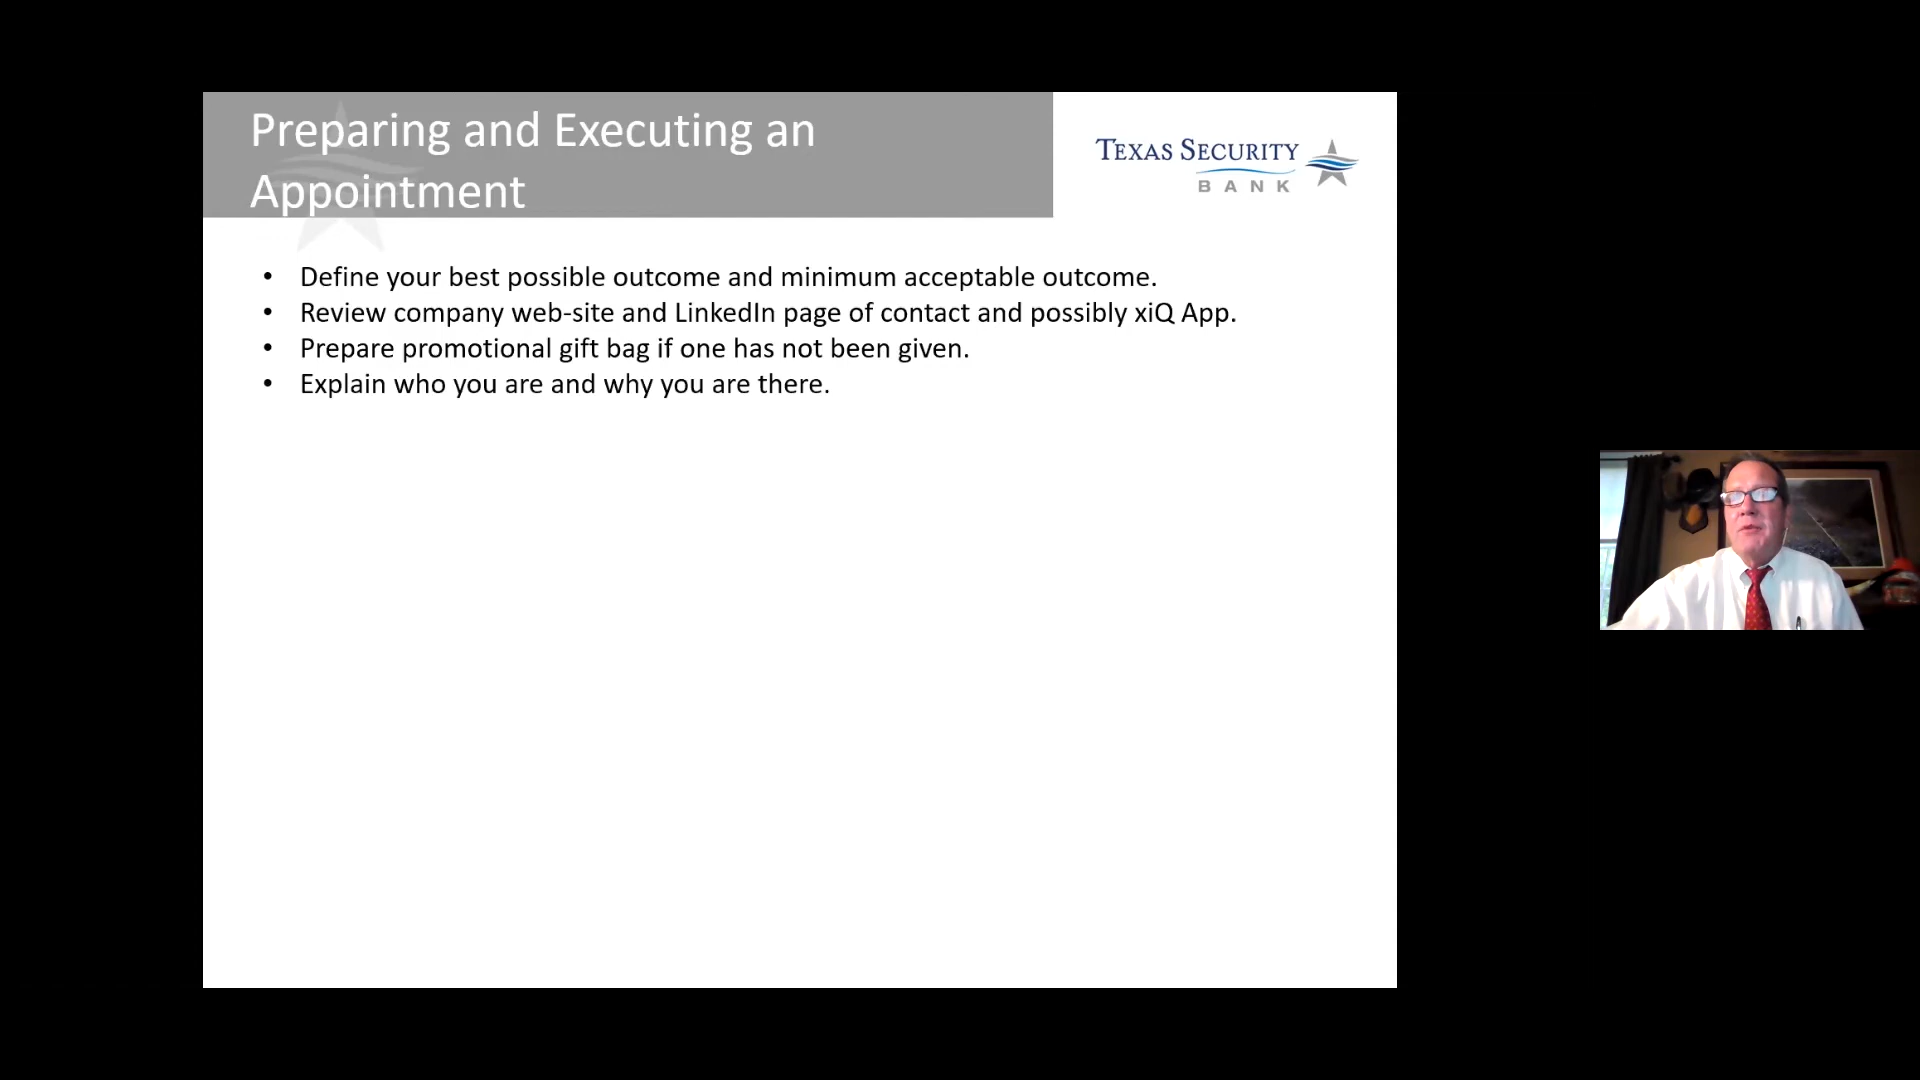 Preparing and Executing an
Appointment
TEXAS SECURITY
BANK
• Define your best possible outcome and minimum acceptable outcome.
• Review company web-site and LinkedIn page of contact and possibly xiQ App.
• Prepare promotional gift bag if one has not been given.
• Explain who you are and why you are there.